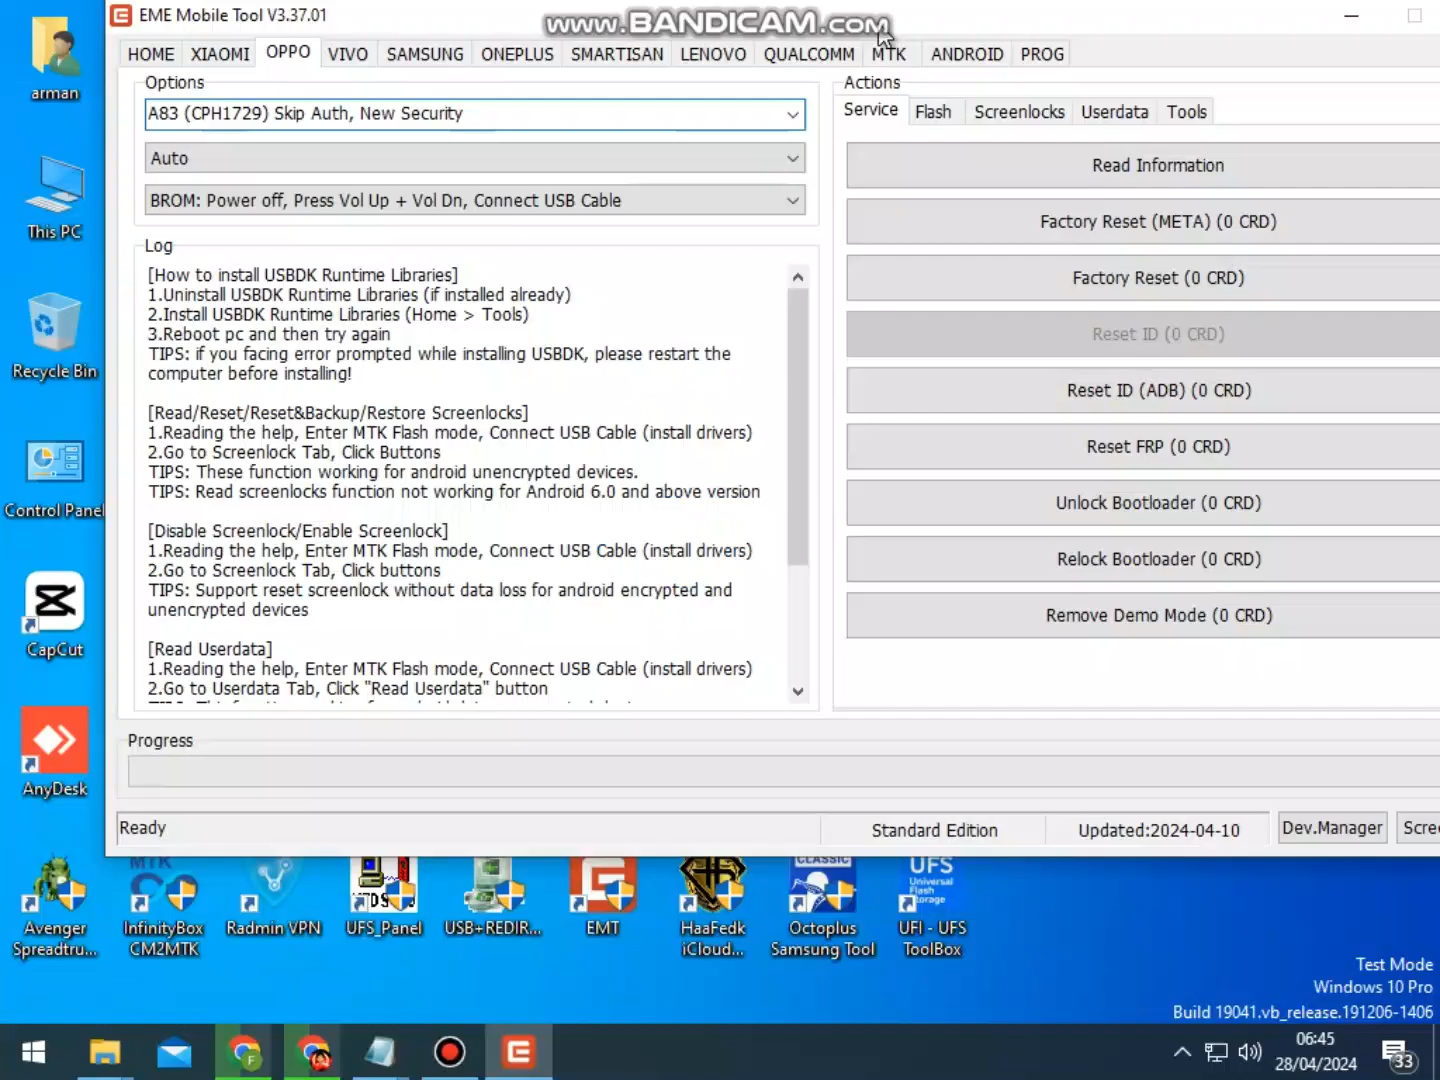 EME Mobile Tool V3.37.01
www.BANDICAM.com
HOME XIAOMI OPPO VIVO SAMSUNG ONEPLUS SMARTISAN LENOVO QUALCOMM MTK ANDROID PROG
Options
A83 (CPH1729) Skip Auth, New Security
Auto
BROM: Power off, Press Vol Up + Vol Dn, Connect USB Cable
Log
[How to install USBDK Runtime Libraries]
1.Uninstall USBDK Runtime Libraries (if installed already)
2.Install USBDK Runtime Libraries (Home > Tools)
3.Reboot pc and then try again
TIPS: if you facing error prompted while installing USBDK, please restart the
computer before installing!
[Read/Reset/Reset&Backup/Restore Screenlocks]
1.Reading the help, Enter MTK Flash mode, Connect USB Cable (install drivers)
2.Go to Screenlock Tab, Click Buttons
TIPS: These function working for android unencrypted devices.
TIPS: Read screenlocks function not working for Android 6.0 and above version
[Disable Screenlock/Enable Screenlock]
1.Reading the help, Enter MTK Flash mode, Connect USB Cable (install drivers)
2.Go to Screenlock Tab, Click buttons
TIPS: Support reset screenlock without data loss for android encrypted and
unencrypted devices
[Read Userdata]
1.Reading the help, Enter MTK Flash mode, Connect USB Cable (install drivers)
2.Go to Userdata Tab, Click "Read Userdata" button
Actions
Service Flash Screenlocks Userdata Tools
Read Information
Factory Reset (META) (0 CRD)
Factory Reset (0 CRD)
Reset ID (0 CRD)
Reset ID (ADB) (0 CRD)
Reset FRP (0 CRD)
Unlock Bootloader (0 CRD)
Relock Bootloader (0 CRD)
Remove Demo Mode (0 CRD)
Progress
Ready
Standard Edition
Updated:2024-04-10
Dev.Manager
Scree
arman
This PC
Recycle Bin
Control Panel
CapCut
AnyDesk
Avenger
Spreadtru...
MTK
InfinityBox
CM2MTK
Radmin VPN
UFS_Panel
USB+REDIR...
EMT
HaaFedk
iCloud...
CLASSIC
Octoplus
Samsung Tool
UFS
Universal
Flash
Storage
UFI - UFS
ToolBox
Test Mode
Windows 10 Pro
Build 19041.vb_release.191206-1406
F
06:45
28/04/2024
33